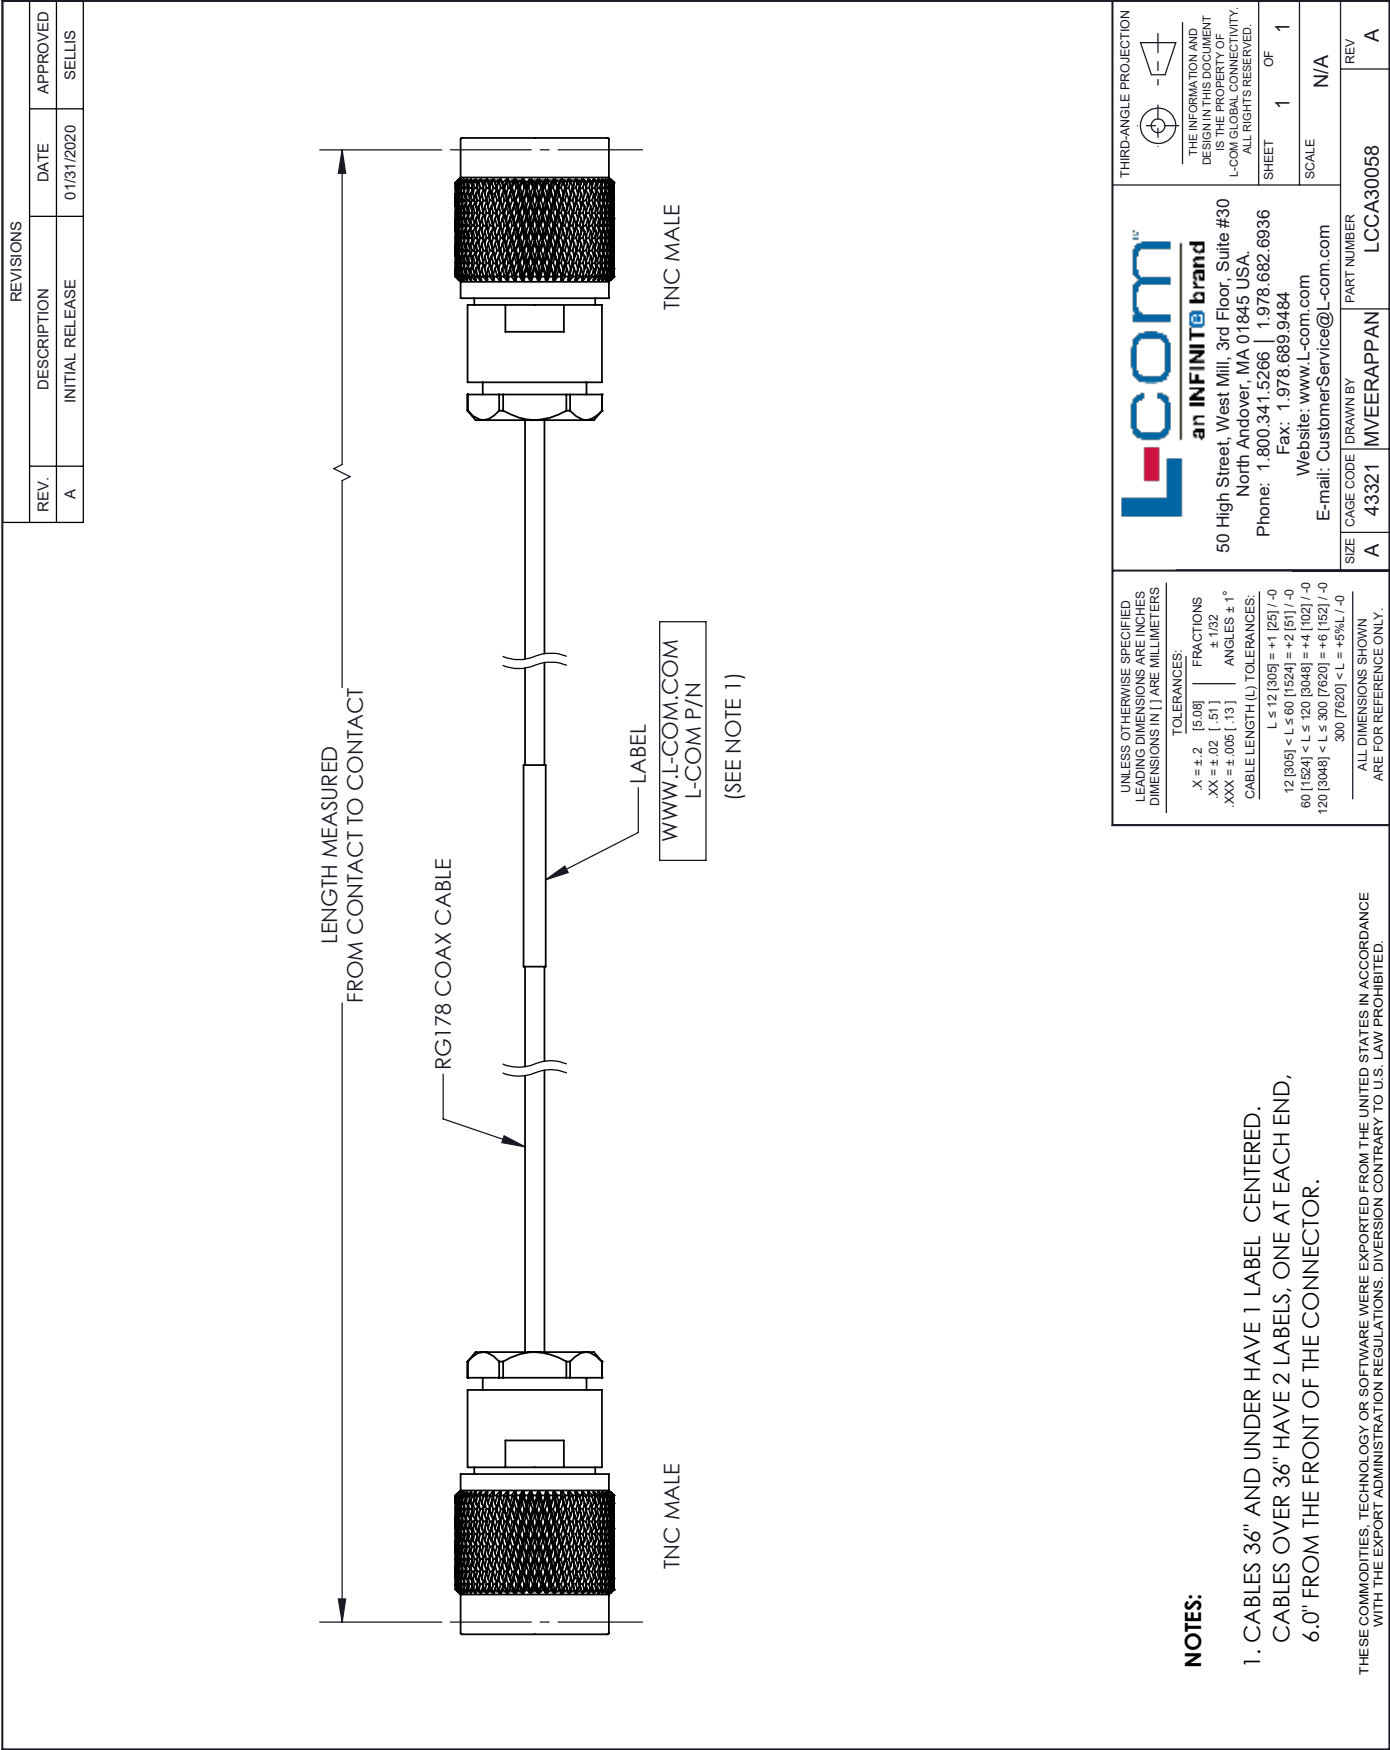 REVISIONS
REV. DESCRIPTION DATE APPROVED
A INITIAL RELEASE 01/31/2020 SELLIS
LENGTH MEASURED
FROM CONTACT TO CONTACT
RG178 COAX CABLE
TNC MALE
TNC MALE
LABEL
WWW.L-COM.COM
L-COM P/N
(SEE NOTE 1)
NOTES:
1. CABLES 36" AND UNDER HAVE 1 LABEL CENTERED.
CABLES OVER 36" HAVE 2 LABELS, ONE AT EACH END,
6.0" FROM THE FRONT OF THE CONNECTOR.
THESE COMMODITIES, TECHNOLOGY OR SOFTWARE WERE EXPORTED FROM THE UNITED STATES IN ACCORDANCE
WITH THE EXPORT ADMINISTRATION REGULATIONS. DIVERSION CONTRARY TO U.S. LAW PROHIBITED.
UNLESS OTHERWISE SPECIFIED
LEADING DIMENSIONS ARE INCHES
DIMENSIONS IN [ ] ARE MILLIMETERS
TOLERANCES:
.X = ± .2 [5.08] FRACTIONS
.XX = ± .02 [ .51 ] ± 1/32
.XXX = ± .005 [ .13 ] ANGLES ± 1°
CABLE LENGTH (L) TOLERANCES:
L ≤ 12 [305] = +1 [25] / -0
12 [305] < L ≤ 60 [1524] = +2 [51] / -0
60 [1524] < L ≤ 120 [3048] = +4 [102] / -0
120 [3048] < L ≤ 300 [7620] = +6 [152] / -0
300 [7620] < L = +5%L / -0
ALL DIMENSIONS SHOWN
ARE FOR REFERENCE ONLY.
L-com
an INFINIT@ brand
50 High Street, West Mill, 3rd Floor, Suite #30
North Andover, MA 01845 USA.
Phone: 1.800.341.5266 | 1.978.682.6936
Fax: 1.978.689.9484
Website: www.L-com.com
E-mail: CustomerService@L-com.com
THIRD-ANGLE PROJECTION
THE INFORMATION AND
DESIGN IN THIS DOCUMENT
IS THE PROPERTY OF
L-COM GLOBAL CONNECTIVITY.
ALL RIGHTS RESERVED.
SHEET 1 OF 1
SCALE N/A
SIZE CAGE CODE DRAWN BY PART NUMBER REV
A 43321 MVEERAPPAN LCCA30058 A